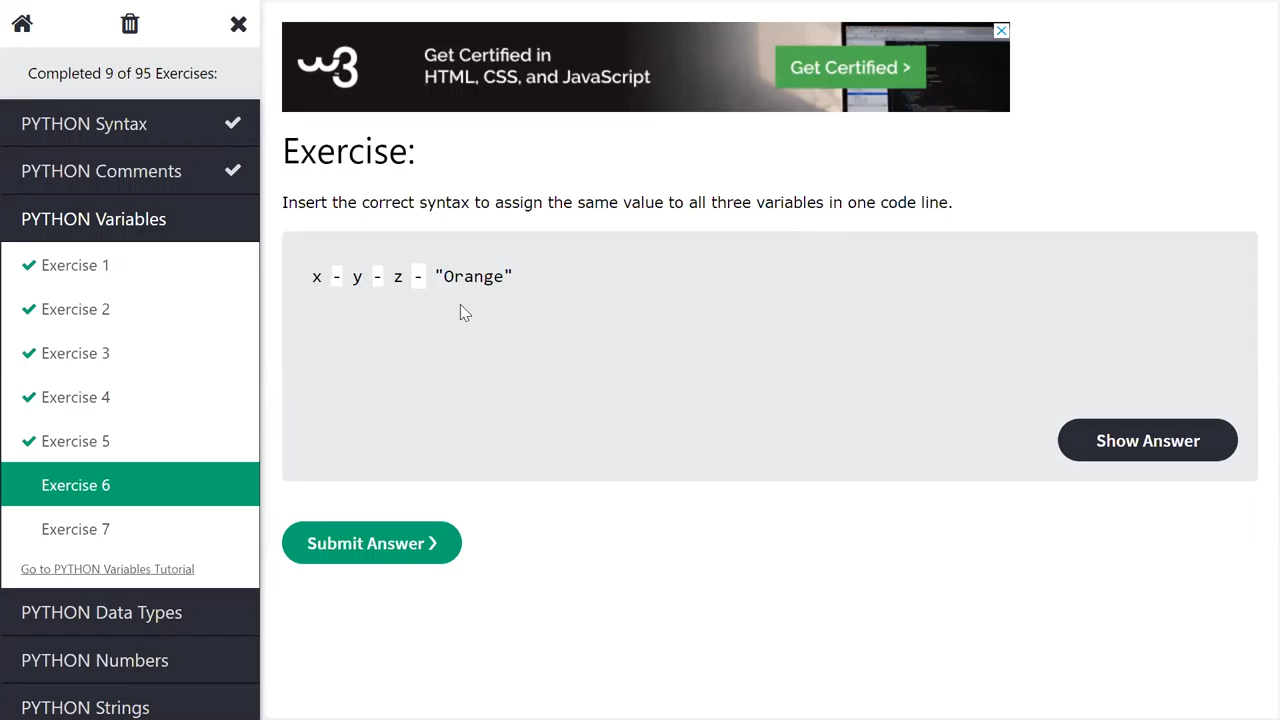 Completed 9 of 95 Exercises:
PYTHON Syntax
PYTHON Comments
PYTHON Variables
Exercise 1
Exercise 2
Exercise 3
Exercise 4
Exercise 5
Exercise 6
Exercise 7
Go to PYTHON Variables Tutorial
PYTHON Data Types
PYTHON Numbers
PYTHON Strings
w3
Get Certified in
HTML, CSS, and JavaScript
Get Certified >
Exercise:
Insert the correct syntax to assign the same value to all three variables in one code line.
x - y - z - "Orange"
Show Answer
Submit Answer ❯